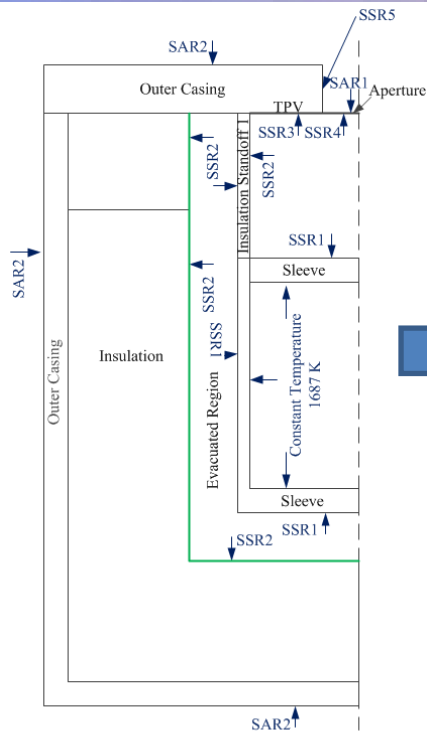 SSR5
SAR2
Outer Casing
SAR1
Aperture
TPV
SSR3
SSR4
SSR2
Insulation Standoff 1
SSR2
SSR1
Sleeve
SAR2
SSR2
Outer Casing
Insulation
SSR1
Evacuated Region
Constant Temperature
1687 K
Sleeve
SSR1
SSR2
SAR2